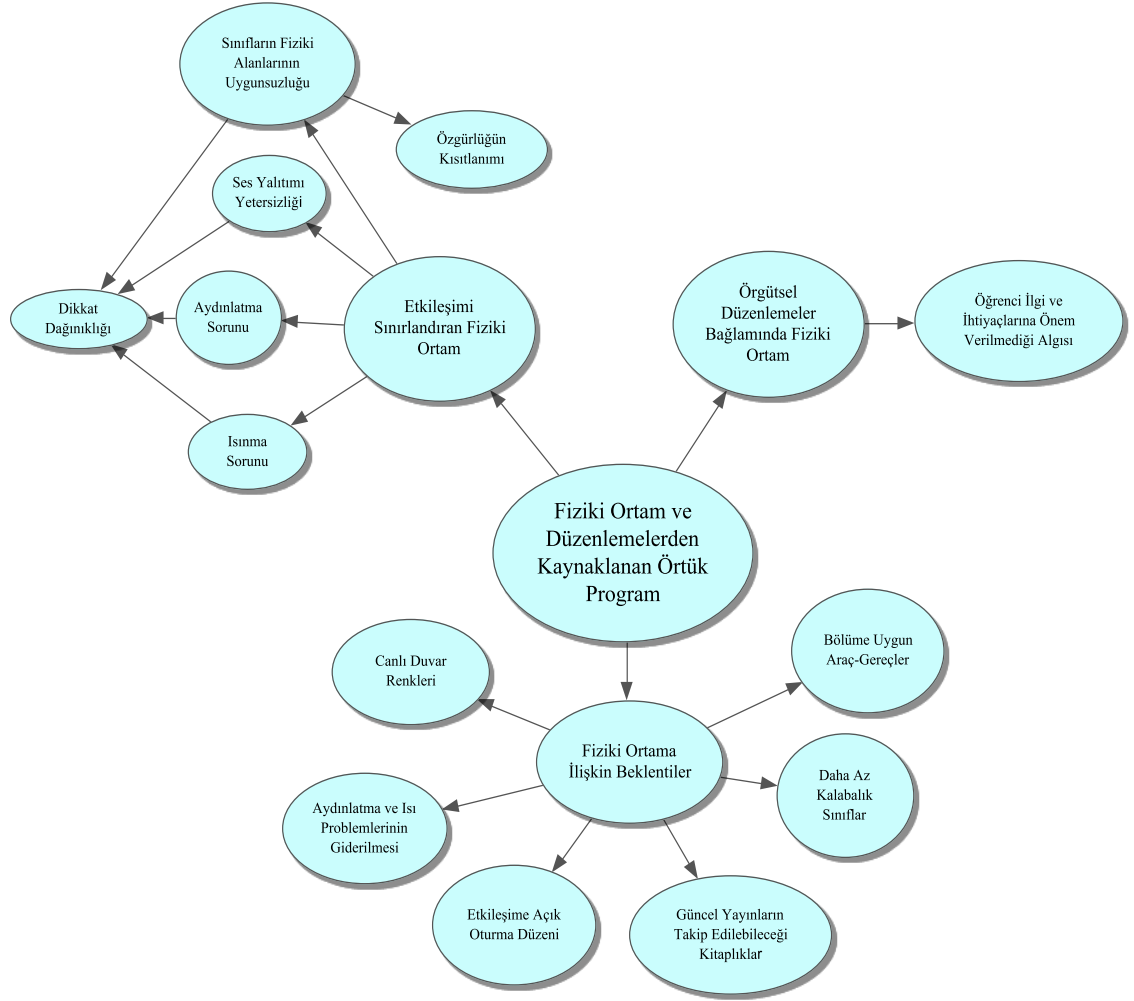 Sınıfların Fiziki
Alanlarının
Uygunsuzluğu
Özgürlüğün
Kısıtlanımı
Ses Yalıtımı
Yetersizliği
Dikkat
Dağınıklığı
Aydınlatma
Sorunu
Etkileşimi
Sınırlandıran Fiziki
Ortam
Örgütsel
Düzenlemeler
Bağlamında Fiziki
Ortam
Öğrenci İlgi ve
İhtiyaçlarına Önem
Verilmediği Algısı
Isınma
Sorunu
Fiziki Ortam ve
Düzenlemelerden
Kaynaklanan Örtük
Program
Canlı Duvar
Renkleri
Bölüme Uygun
Araç-Gereçler
Fiziki Ortama
İlişkin Beklentiler
Daha Az
Kalabalık
Sınıflar
Aydınlatma ve Isı
Problemlerinin
Giderilmesi
Etkileşime Açık
Oturma Düzeni
Güncel Yayınların
Takip Edilebileceği
Kitaplıklar